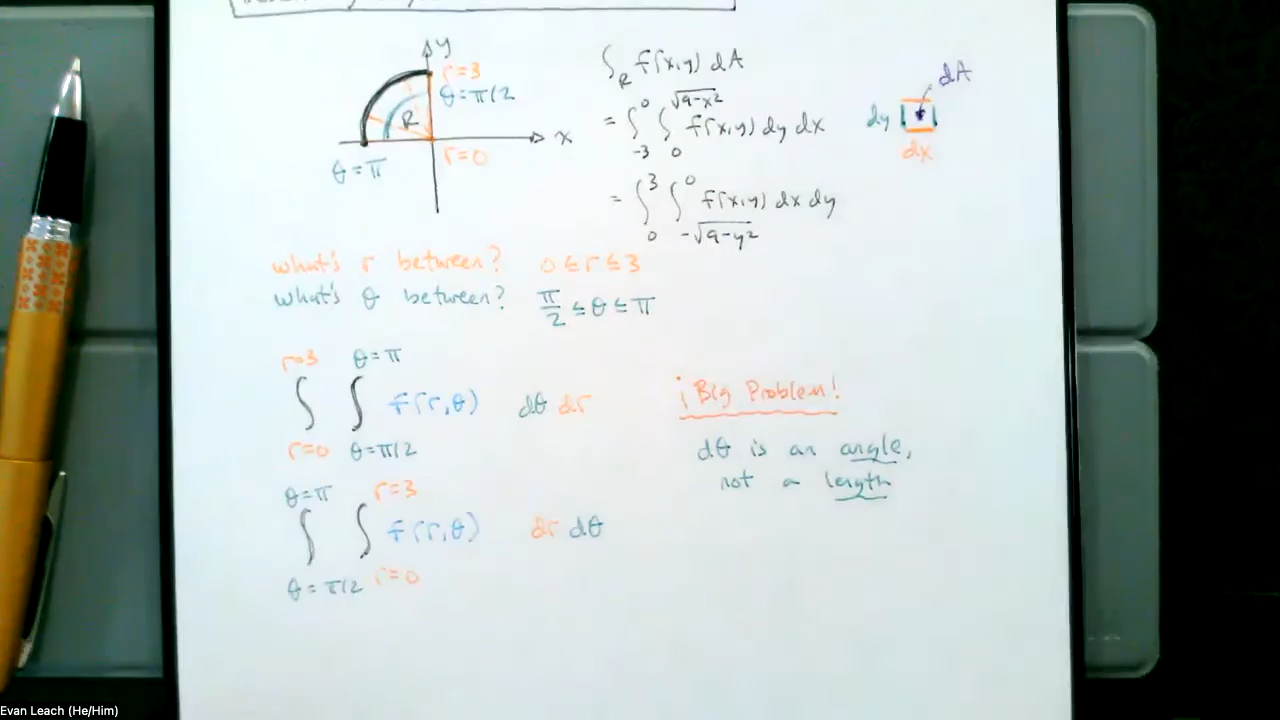 y
r=3
θ=π/2
R
x
r=0
θ=π
∫_R f(x,y) dA
= ∫_{-3}^{0} ∫_{0}^{√(9-x²)} f(x,y) dy dx
= ∫_{0}^{3} ∫_{-√(9-y²)}^{0} f(x,y) dx dy
dA
dy
dx
what's r between? 0≤r≤3
what's θ between? π/2 ≤θ≤π
∫_{r=0}^{r=3} ∫_{θ=π/2}^{θ=π} f(r,θ) dθ dr
∫_{θ=π/2}^{θ=π} ∫_{r=0}^{r=3} f(r,θ) dr dθ
¡Big Problem!
dθ is an angle,
not a length
Evan Leach (He/Him)